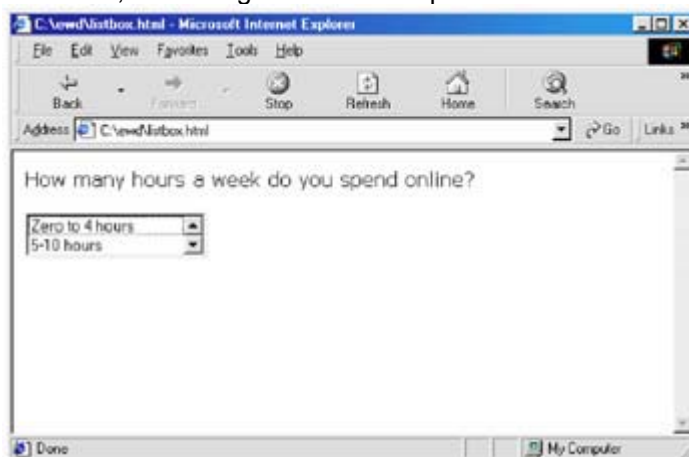 C:\ewd\listbox.html - Microsoft Internet Explorer
File Edit View Favorites Tools Help
Back Forward Stop Refresh Home Search
Address C:\ewd\listbox.html Go Links
How many hours a week do you spend online?
Zero to 4 hours
5-10 hours
Done My Computer